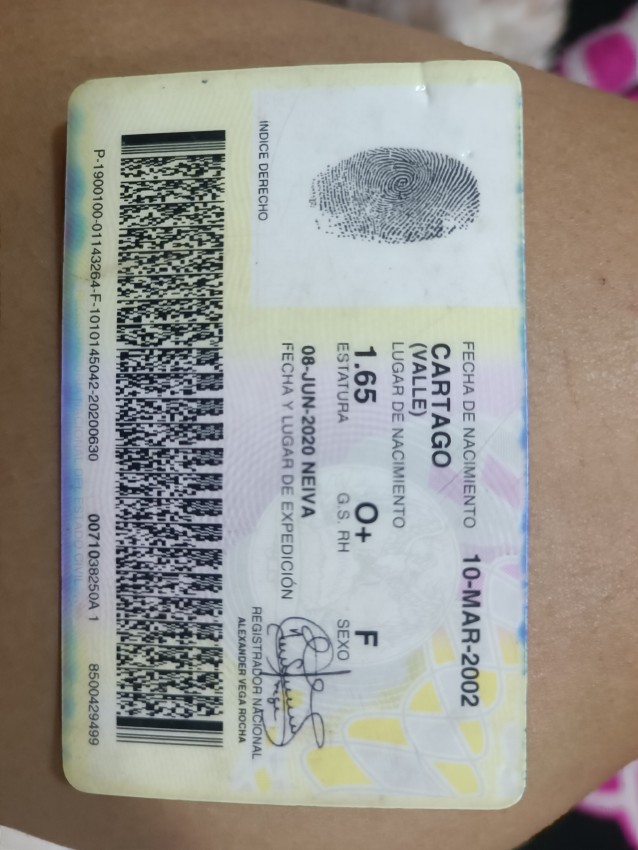 FECHA DE NACIMIENTO 10-MAR-2002
CARTAGO
(VALLE)
LUGAR DE NACIMIENTO
1.65 O+ F
ESTATURA G.S. RH SEXO
08-JUN-2020 NEIVA
FECHA Y LUGAR DE EXPEDICIÓN
INDICE DERECHO
REGISTRADOR NACIONAL
ALEXANDER VEGA ROCHA
P-1900100-01143264-F-1010145042-20200630 0071038250A 1 8500429499